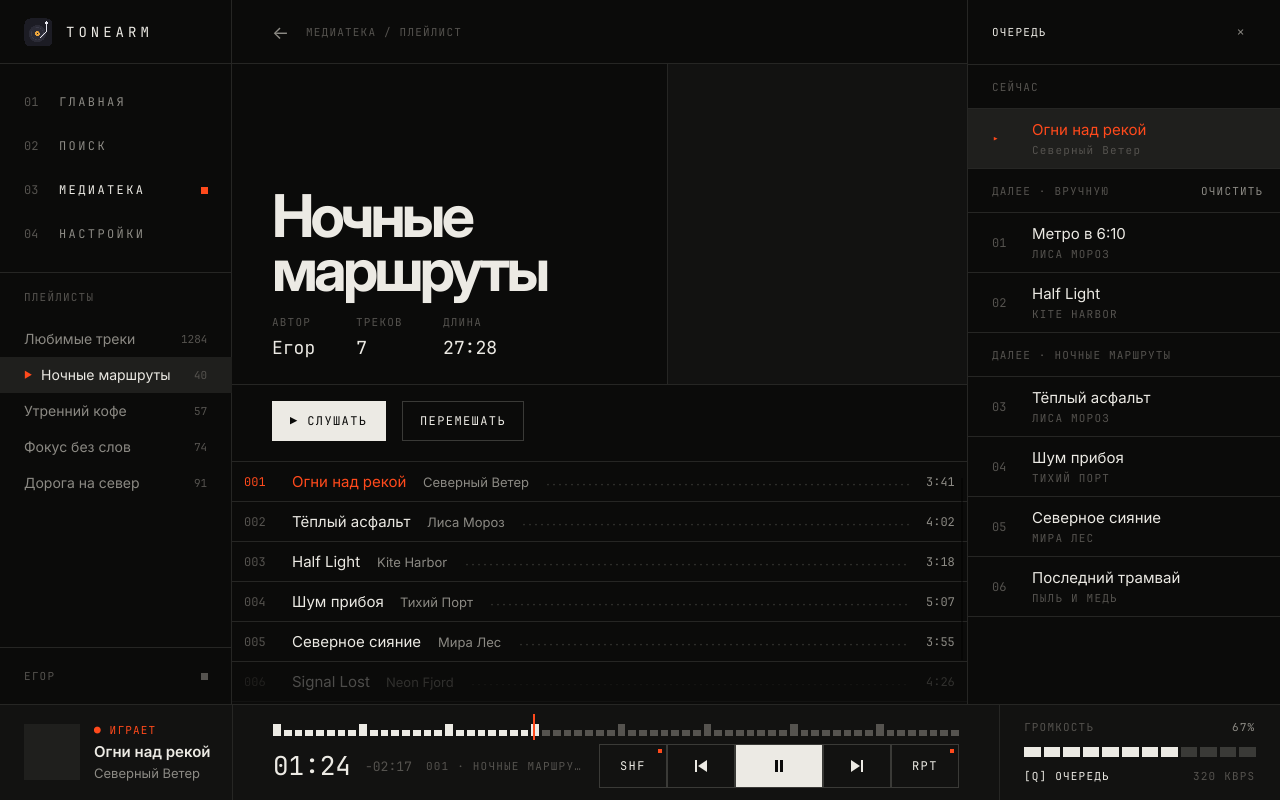 TONEARM
01 ГЛАВНАЯ
02 ПОИСК
03 МЕДИАТЕКА
04 НАСТРОЙКИ
ПЛЕЙЛИСТЫ
Любимые треки 1284
Ночные маршруты 40
Утренний кофе 57
Фокус без слов 74
Дорога на север 91
ЕГОР
← МЕДИАТЕКА / ПЛЕЙЛИСТ
Ночные
маршруты
АВТОР ТРЕКОВ ДЛИНА
Егор 7 27:28
▶ СЛУШАТЬ ПЕРЕМЕШАТЬ
001 Огни над рекой Северный Ветер 3:41
002 Тёплый асфальт Лиса Мороз 4:02
003 Half Light Kite Harbor 3:18
004 Шум прибоя Тихий Порт 5:07
005 Северное сияние Мира Лес 3:55
006 Signal Lost Neon Fjord 4:26
ОЧЕРЕДЬ ×
СЕЙЧАС
Огни над рекой
Северный Ветер
ДАЛЕЕ · ВРУЧНУЮ ОЧИСТИТЬ
01 Метро в 6:10
ЛИСА МОРОЗ
02 Half Light
KITE HARBOR
ДАЛЕЕ · НОЧНЫЕ МАРШРУТЫ
03 Тёплый асфальт
ЛИСА МОРОЗ
04 Шум прибоя
ТИХИЙ ПОРТ
05 Северное сияние
МИРА ЛЕС
06 Последний трамвай
ПЫЛЬ И МЕДЬ
ИГРАЕТ
Огни над рекой
Северный Ветер
01:24 -02:17 001 · НОЧНЫЕ МАРШРУ…
SHF RPT
ГРОМКОСТЬ 67%
[Q] ОЧЕРЕДЬ 320 KBPS